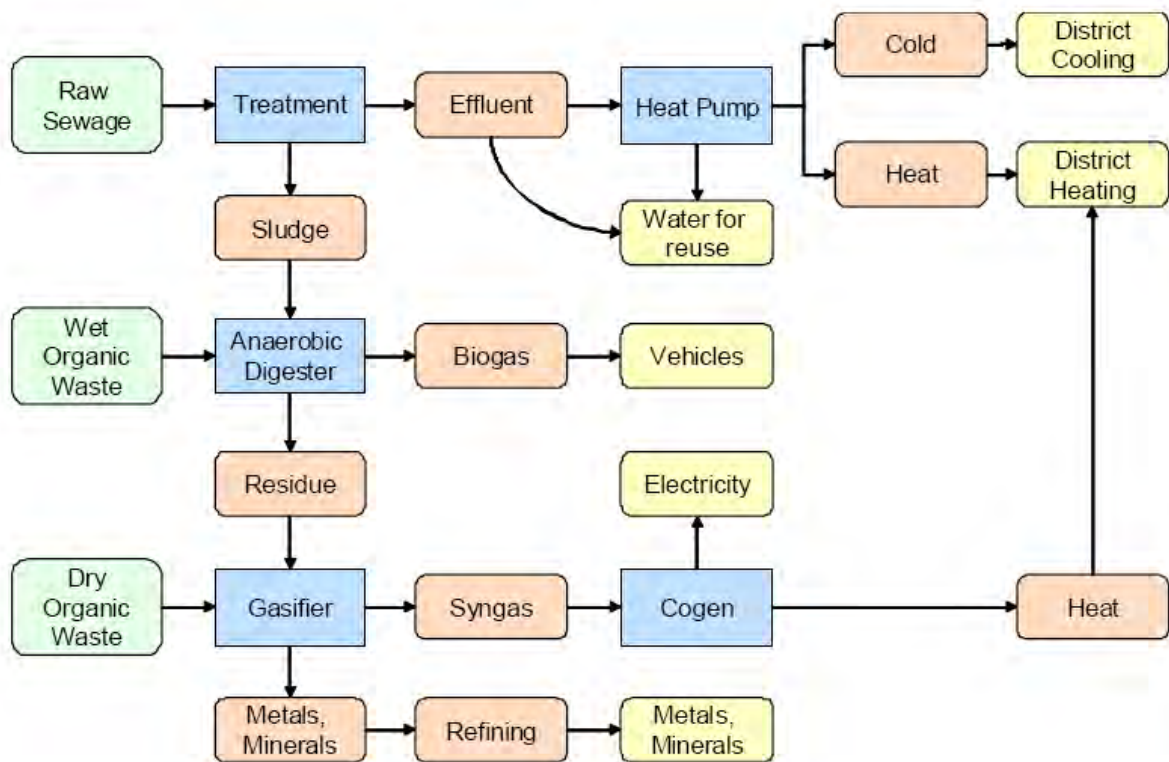 Raw
Sewage
Treatment
Effluent
Heat Pump
Cold
District
Cooling
Heat
District
Heating
Sludge
Water for
reuse
Wet
Organic
Waste
Anaerobic
Digester
Biogas
Vehicles
Residue
Electricity
Dry
Organic
Waste
Gasifier
Syngas
Cogen
Heat
Metals,
Minerals
Refining
Metals,
Minerals